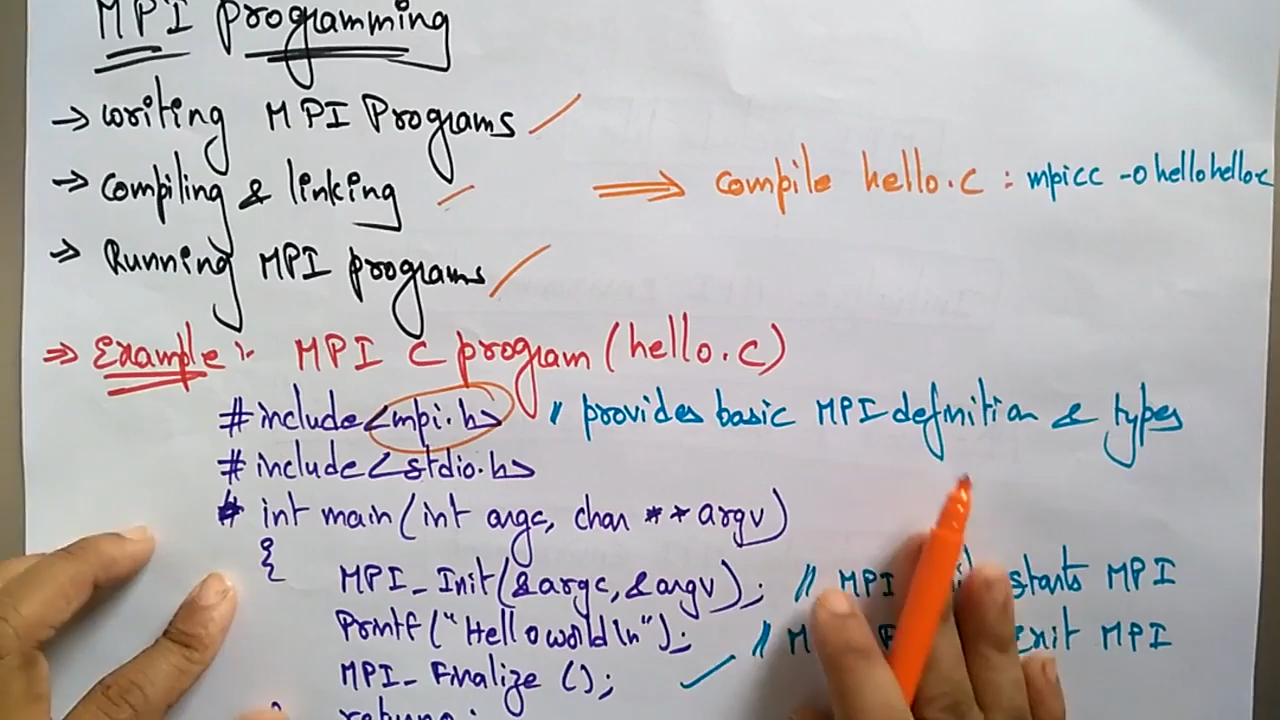 MPI programming
→ Writing MPI Programs
→ Compiling & linking
⇒ compile hello.c : mpicc -o hello hello.c
→ Running MPI programs
⇒ Example :- MPI C program (hello.c)
#include <mpi.h> // provides basic MPI definition & types
#include <stdio.h>
# int main (int argc, char **argv)
{
MPI_Init(&argc, &argv); // MPI starts MPI
Printf ("Hello world\n"); // exit MPI
MPI_Finalize ();